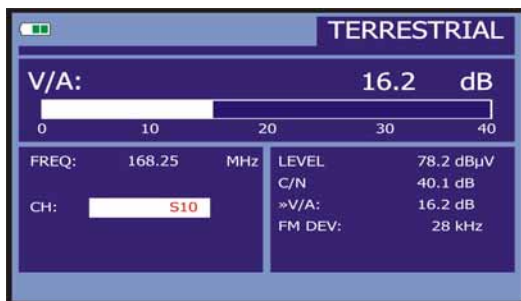 TERRESTRIAL
V/A: 16.2 dB
0 10 20 30 40
FREQ: 168.25 MHz
CH: S10
LEVEL 78.2 dBµV
C/N 40.1 dB
»V/A: 16.2 dB
FM DEV: 28 kHz